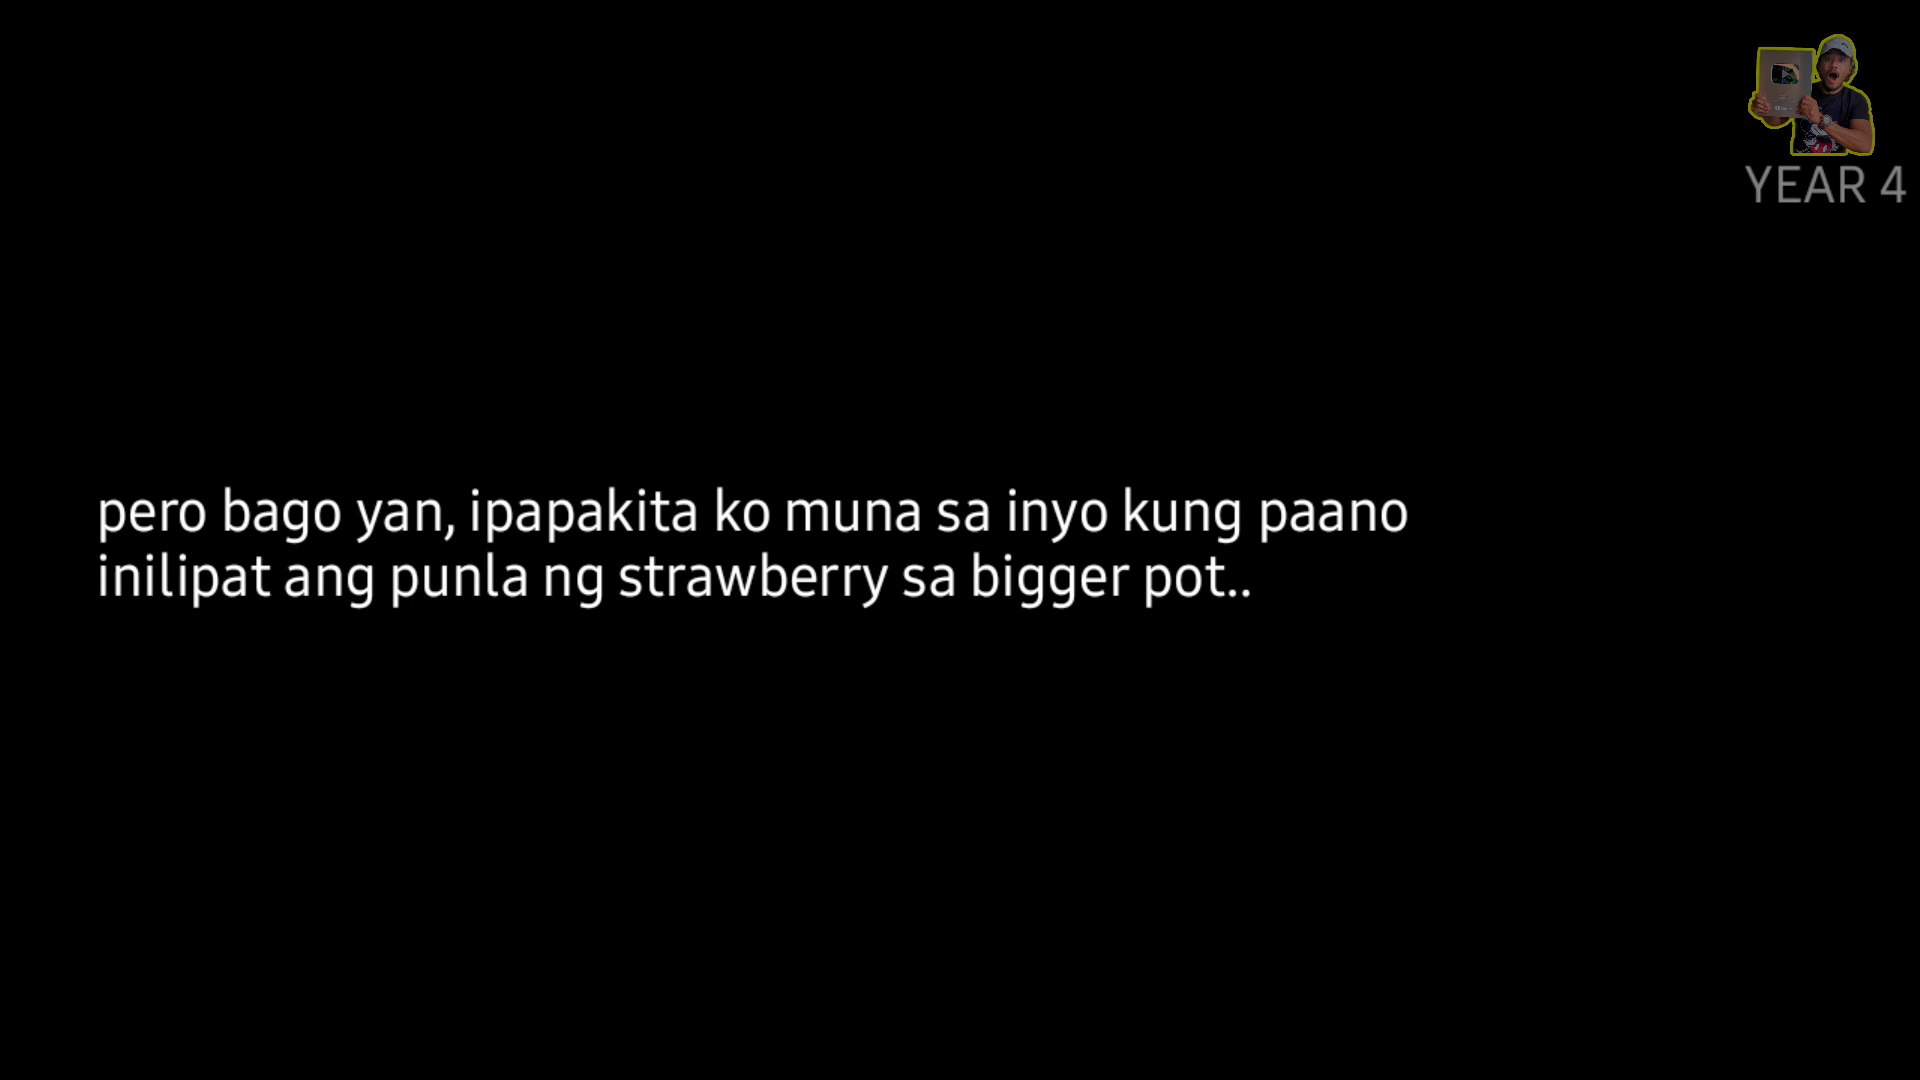 YEAR 4
pero bago yan, ipapakita ko muna sa inyo kung paano
inilipat ang punla ng strawberry sa bigger pot..